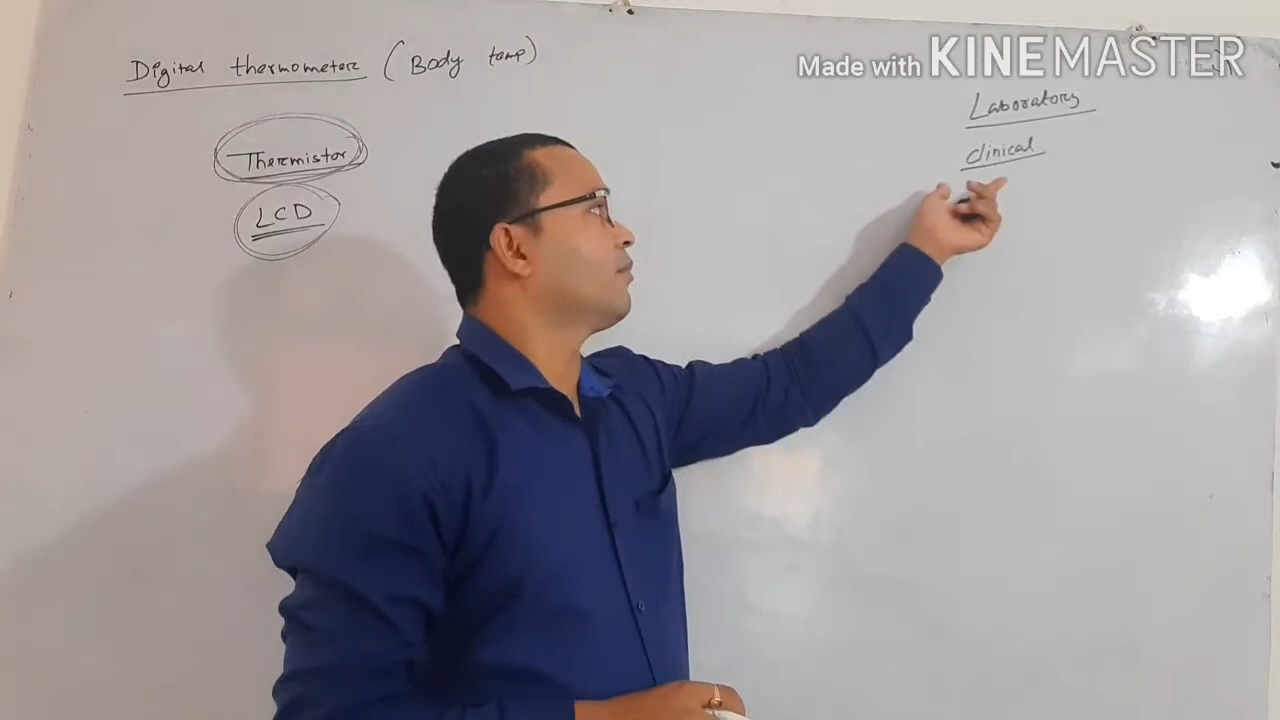 Digital thermometer (Body temp)
Thermistor
LCD
Made with KINEMASTER
Laboratory
Clinical